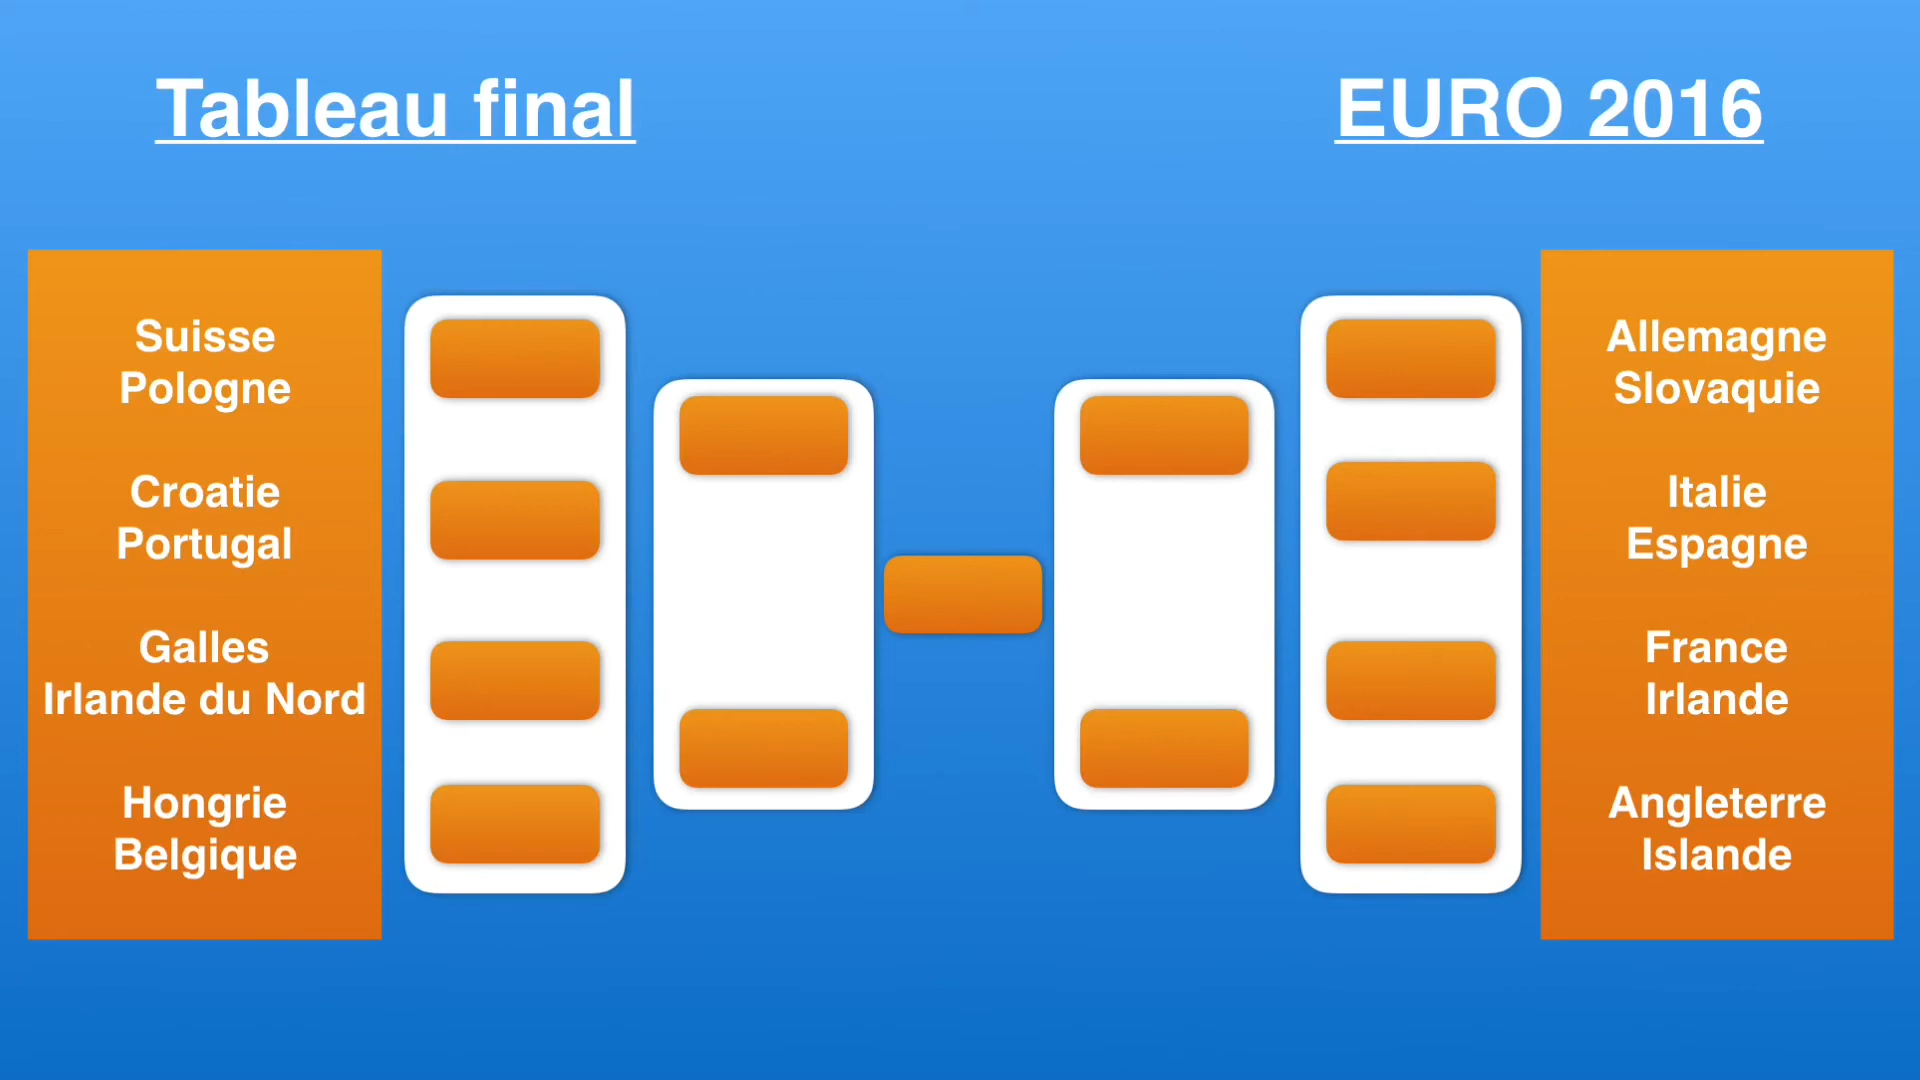 Tableau final
EURO 2016
Suisse
Pologne
Croatie
Portugal
Galles
Irlande du Nord
Hongrie
Belgique
Allemagne
Slovaquie
Italie
Espagne
France
Irlande
Angleterre
Islande